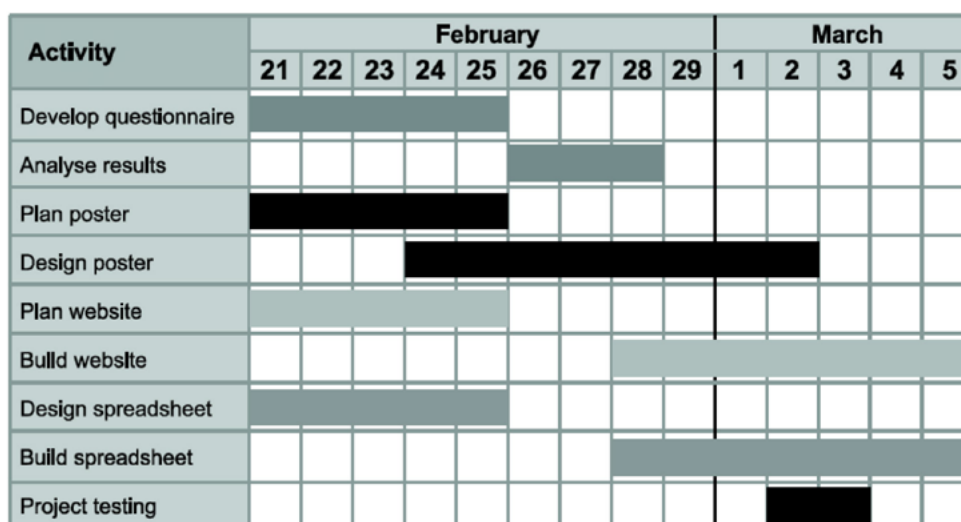 Activity
February March
21 22 23 24 25 26 27 28 29 1 2 3 4 5
Develop questionnaire
Analyse results
Plan poster
Design poster
Plan website
Build website
Design spreadsheet
Build spreadsheet
Project testing